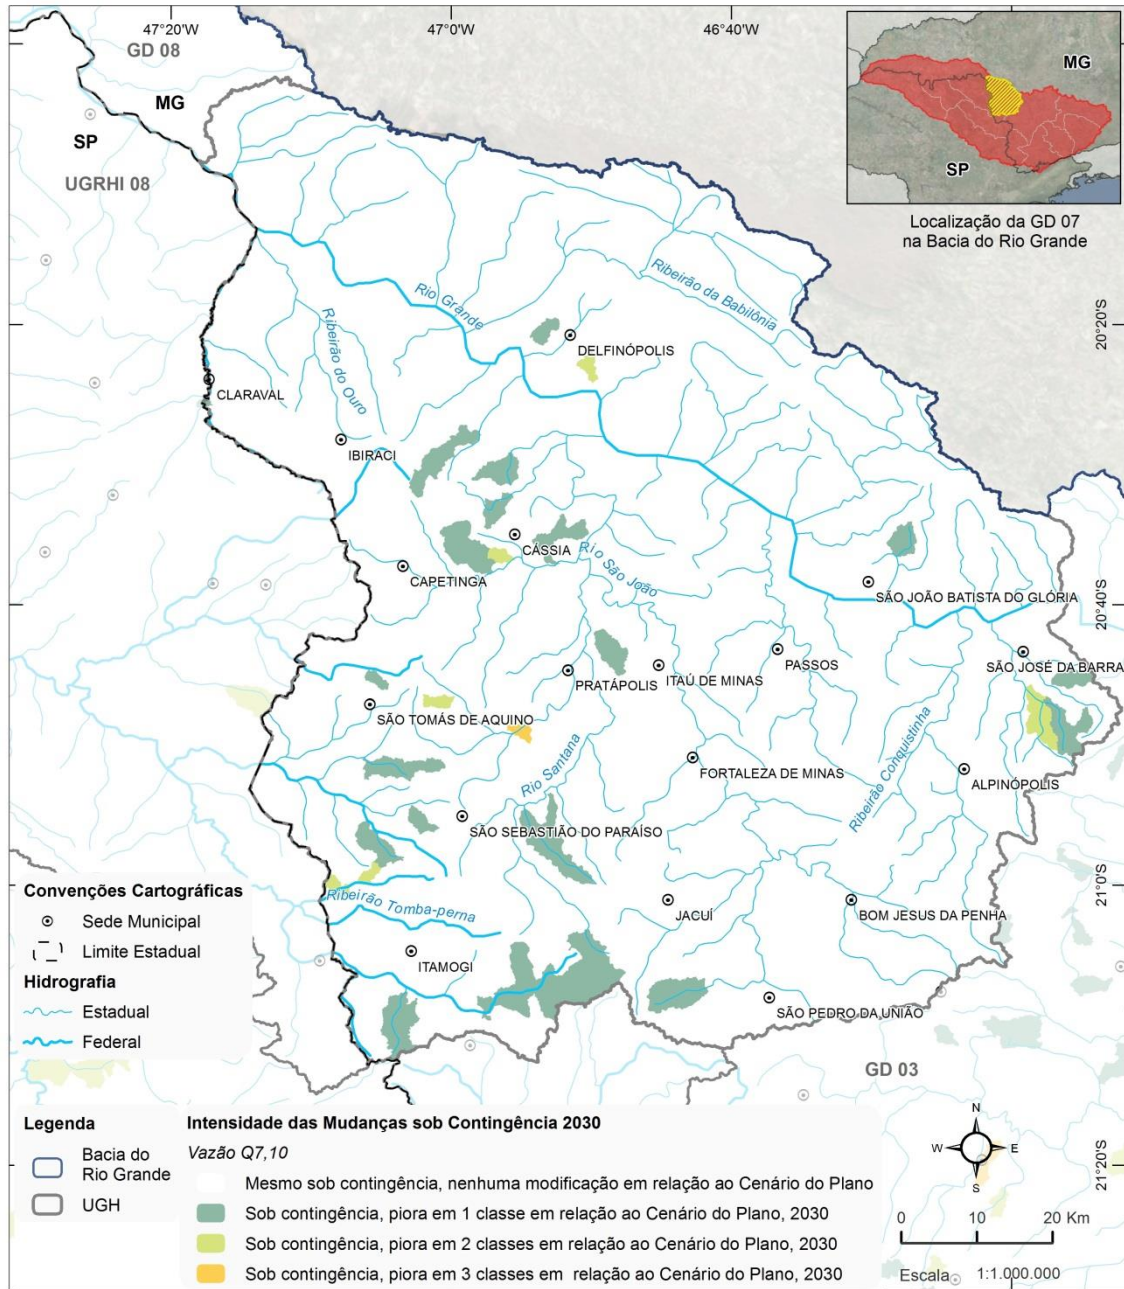 47°20'W
47°0'W
46°40'W
GD 08
MG
SP
UGRHI 08
MG
SP
Localização da GD 07
na Bacia do Rio Grande
Rio Grande
Ribeirão da Babilônia
Ribeirão do Ouro
20°20'S
DELFINÓPOLIS
CLARAVAL
IBIRACI
CÁSSIA
Rio São João
CAPETINGA
SÃO JOÃO BATISTA DO GLÓRIA
20°40'S
PASSOS
SÃO JOSÉ DA BARRA
PRATÁPOLIS
ITAÚ DE MINAS
SÃO TOMÁS DE AQUINO
Rio Santana
Ribeirão Conquistinha
FORTALEZA DE MINAS
ALPINÓPOLIS
SÃO SEBASTIÃO DO PARAÍSO
21°0'S
Ribeirão Tomba-perna
JACUÍ
BOM JESUS DA PENHA
ITAMOGI
SÃO PEDRO DA UNIÃO
GD 03
21°20'S
Convenções Cartográficas
Sede Municipal
Limite Estadual
Hidrografia
Estadual
Federal
Legenda
Bacia do
Rio Grande
UGH
Intensidade das Mudanças sob Contingência 2030
Vazão Q7,10
Mesmo sob contingência, nenhuma modificação em relação ao Cenário do Plano
Sob contingência, piora em 1 classe em relação ao Cenário do Plano, 2030
Sob contingência, piora em 2 classes em relação ao Cenário do Plano, 2030
Sob contingência, piora em 3 classes em relação ao Cenário do Plano, 2030
N
W E
S
0 10 20 Km
Escala 1:1.000.000